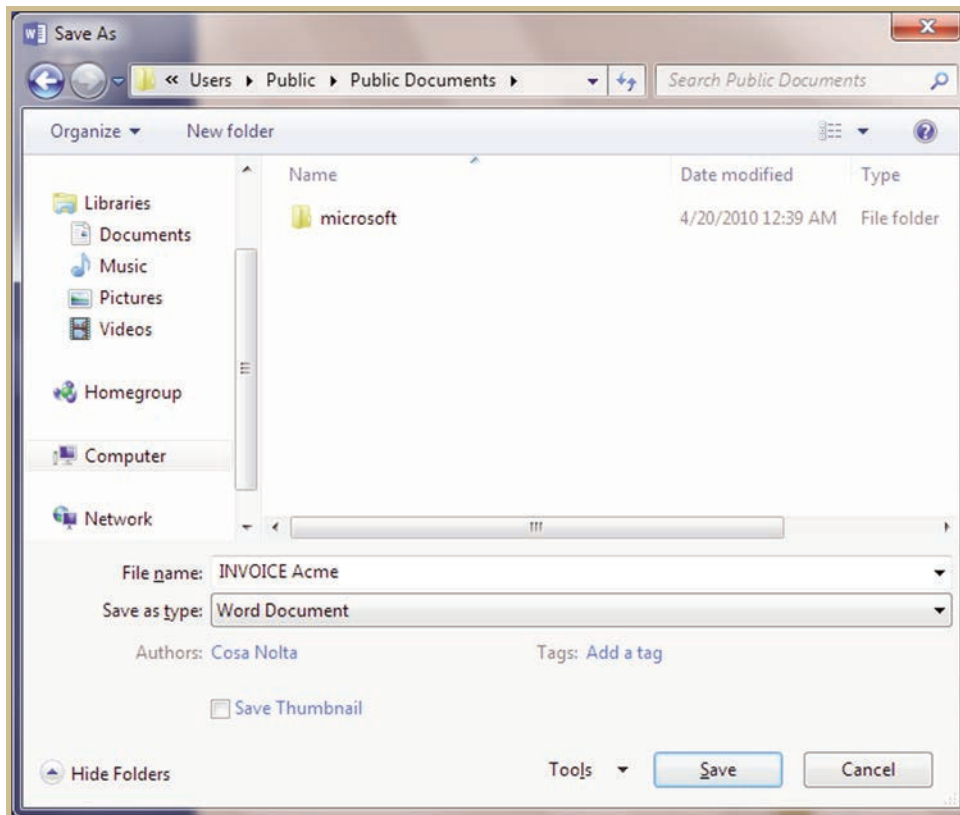 Save As
« Users Public Public Documents Search Public Documents
Organize New folder
Name Date modified Type
Libraries
microsoft 4/20/2010 12:39 AM File folder
Documents
Music
Pictures
Videos
Homegroup
Computer
Network
File name: INVOICE Acme
Save as type: Word Document
Authors: Cosa Nolta Tags: Add a tag
Save Thumbnail
Hide Folders Tools Save Cancel